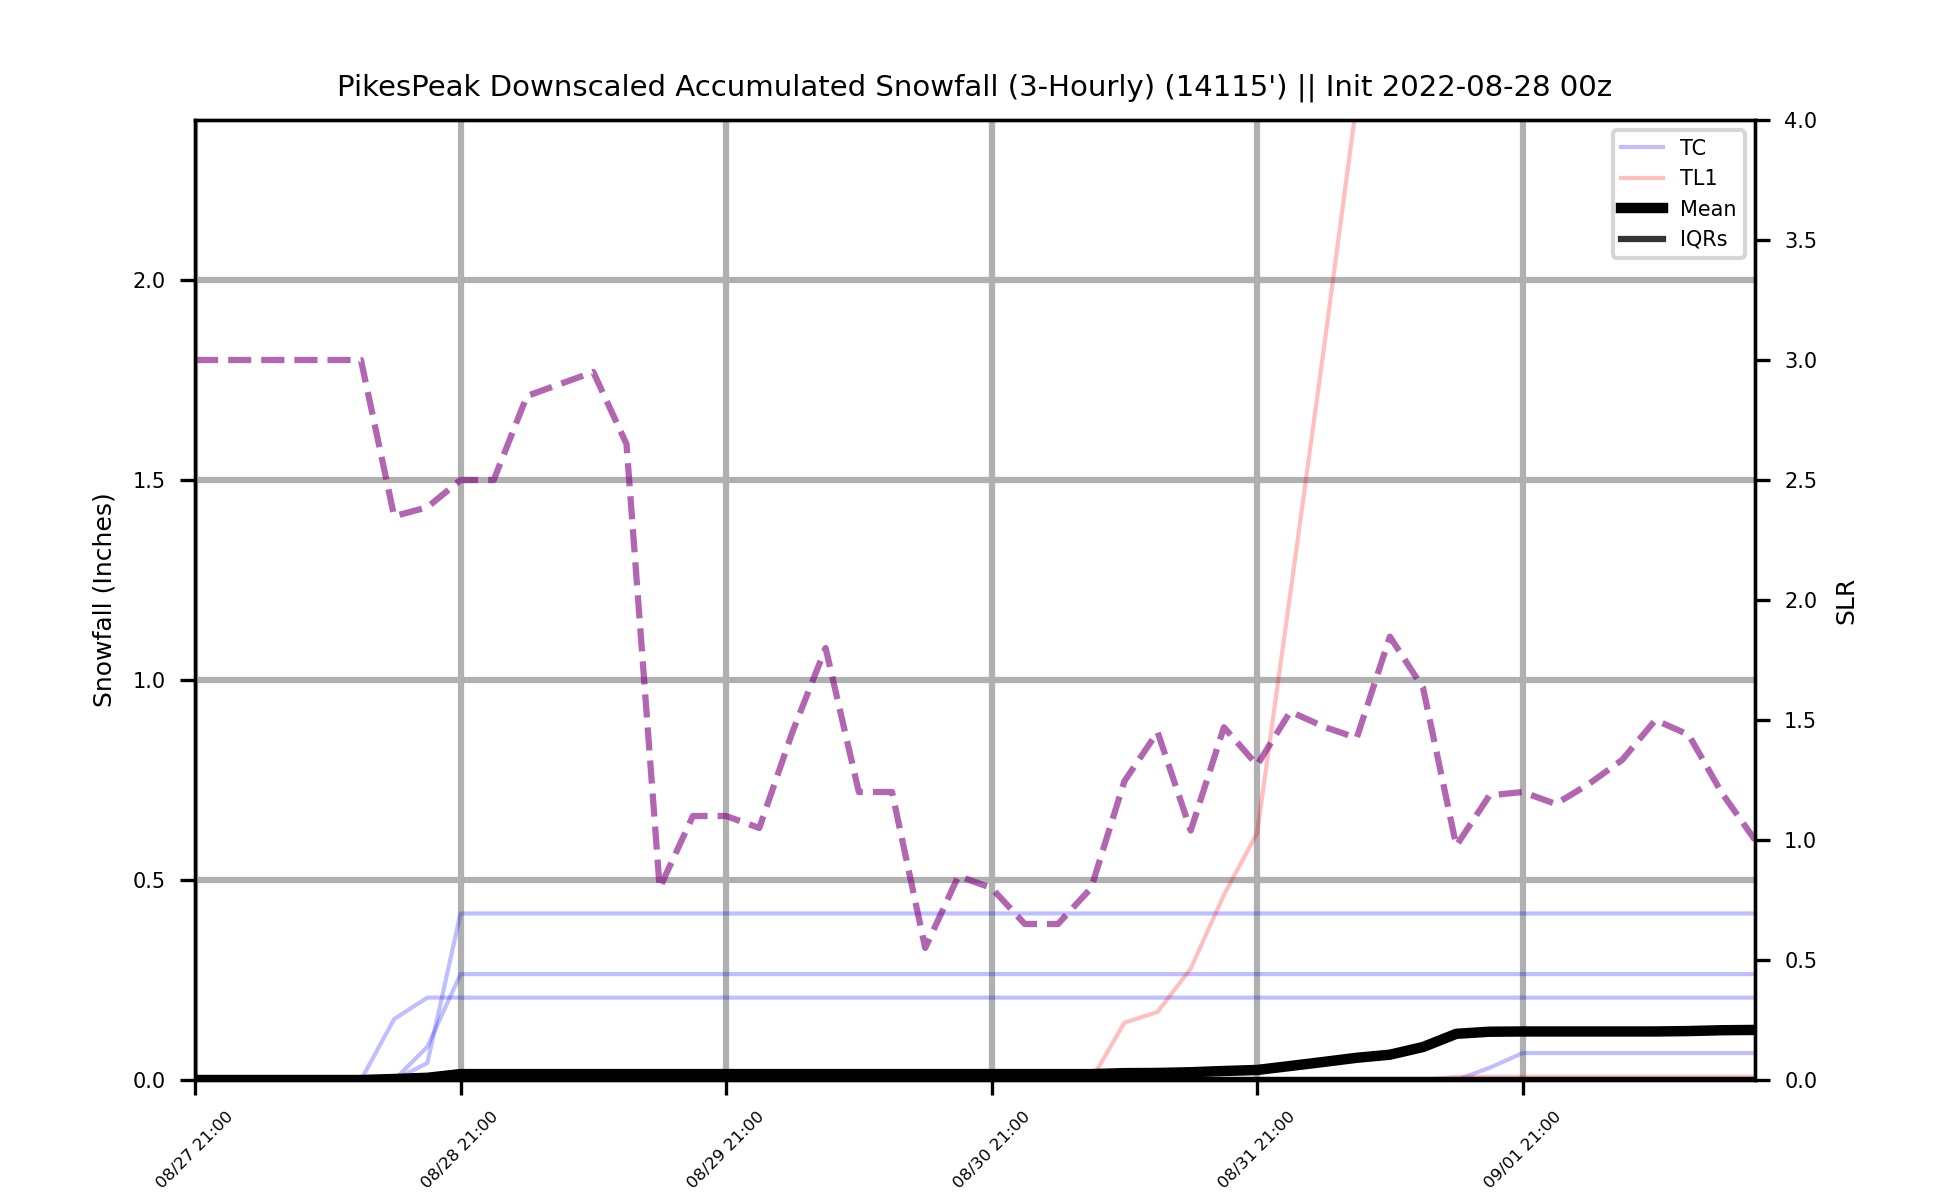 PikesPeak Downscaled Accumulated Snowfall (3-Hourly) (14115') || Init 2022-08-28 00z
TC
TL1
Mean
IQRs
Snowfall (Inches)
2.0
1.5
1.0
0.5
0.0
4.0
3.5
3.0
2.5
2.0
1.5
1.0
0.5
0.0
SLR
08/27 21:00
08/28 21:00
08/29 21:00
08/30 21:00
08/31 21:00
09/01 21:00